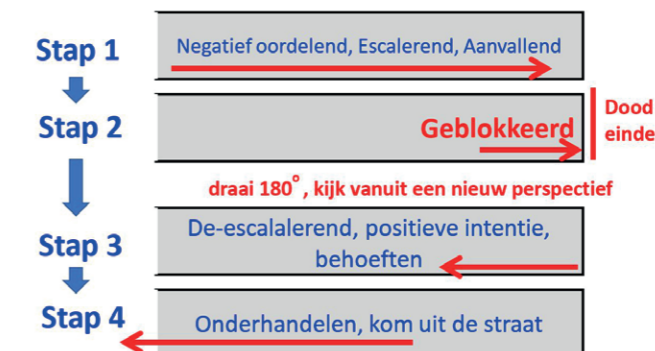 Stap 1
Negatief oordelend, Escalerend, Aanvallend
Stap 2
Geblokkeerd
Dood
einde
draai 180°, kijk vanuit een nieuw perspectief
Stap 3
De-escalalerend, positieve intentie,
behoeften
Stap 4
Onderhandelen, kom uit de straat